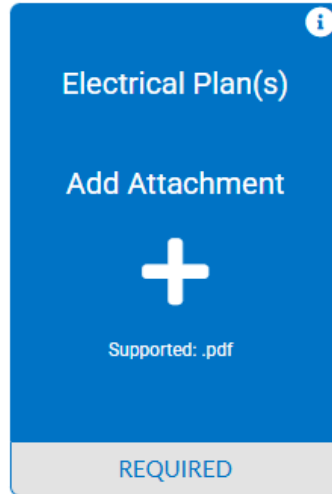 i
Electrical Plan(s)
Add Attachment
Supported: .pdf
REQUIRED